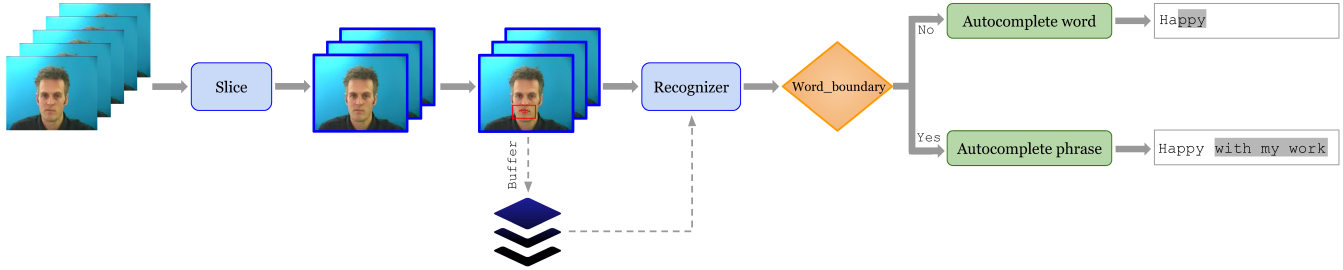 Slice
Buffer
Recognizer
Word_boundary
No
Autocomplete word
Happy
Yes
Autocomplete phrase
Happy with my work